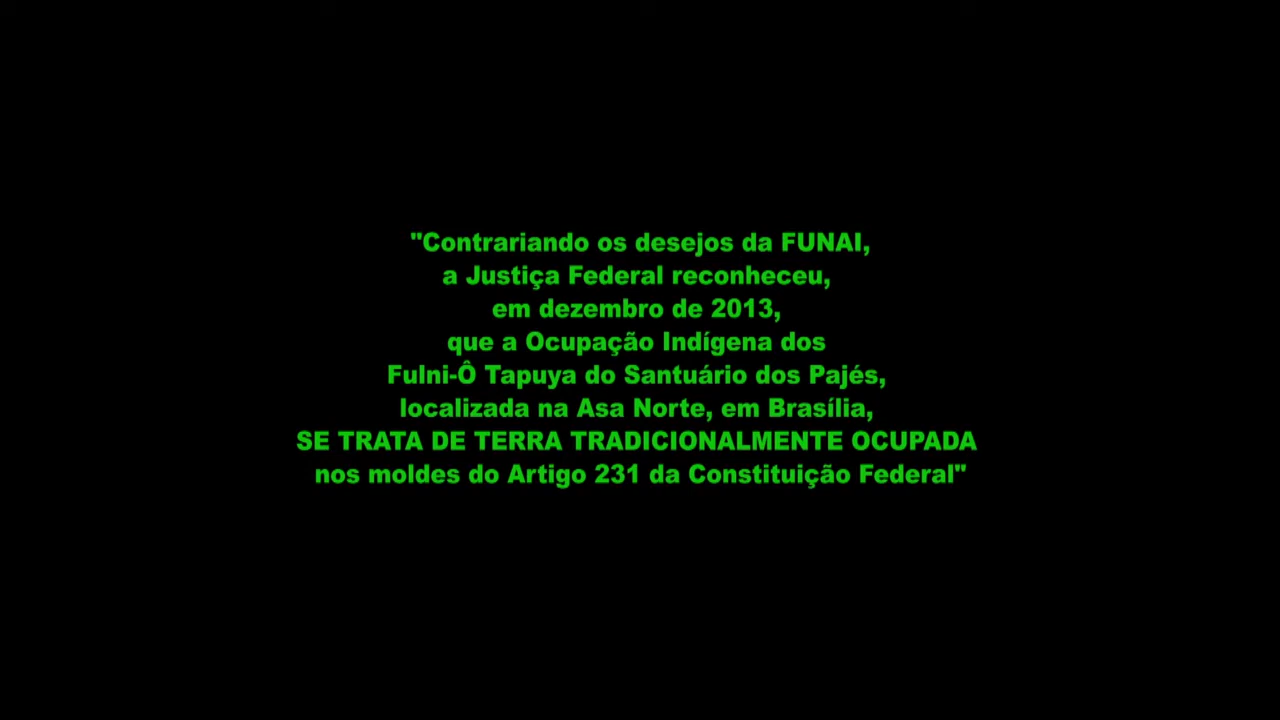 "Contrariando os desejos da FUNAI,
a Justiça Federal reconheceu,
em dezembro de 2013,
que a Ocupação Indígena dos
Fulni-Ô Tapuya do Santuário dos Pajés,
localizada na Asa Norte, em Brasília,
SE TRATA DE TERRA TRADICIONALMENTE OCUPADA
nos moldes do Artigo 231 da Constituição Federal"